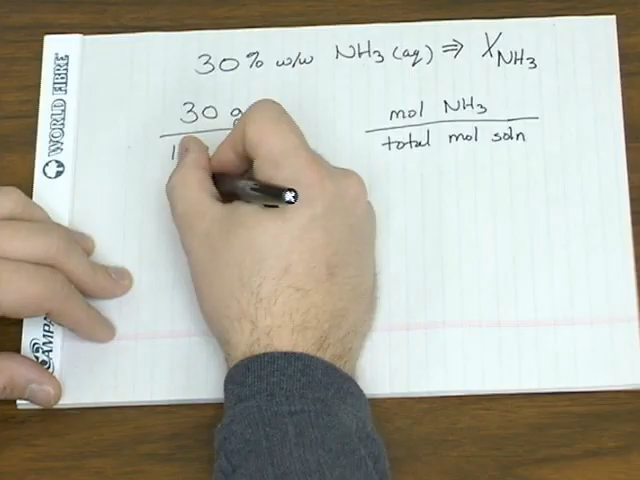 30% w/w NH3 (aq) ⇒ XNH3
30 g
mol NH3
total mol soln
WORLD FIBRE